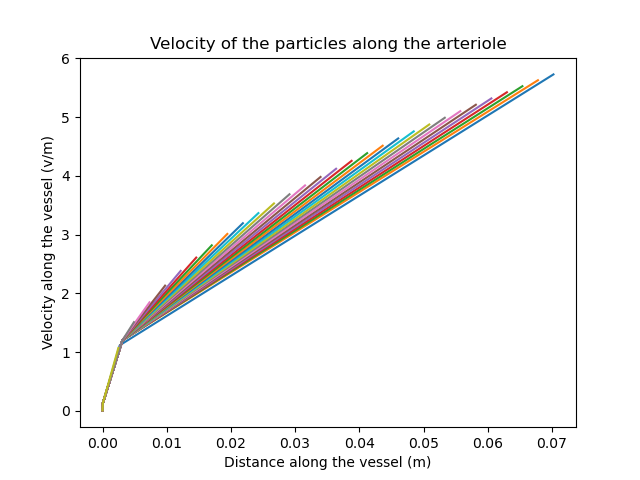 Velocity of the particles along the arteriole
Velocity along the vessel (v/m)
6
5
4
3
2
1
0
0.00 0.01 0.02 0.03 0.04 0.05 0.06 0.07
Distance along the vessel (m)